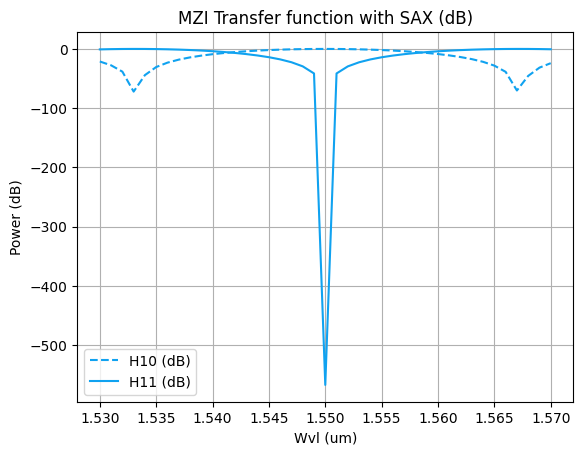 MZI Transfer function with SAX (dB)
Power (dB)
0
−100
−200
−300
−400
−500
H10 (dB)
H11 (dB)
1.530 1.535 1.540 1.545 1.550 1.555 1.560 1.565 1.570
Wvl (um)